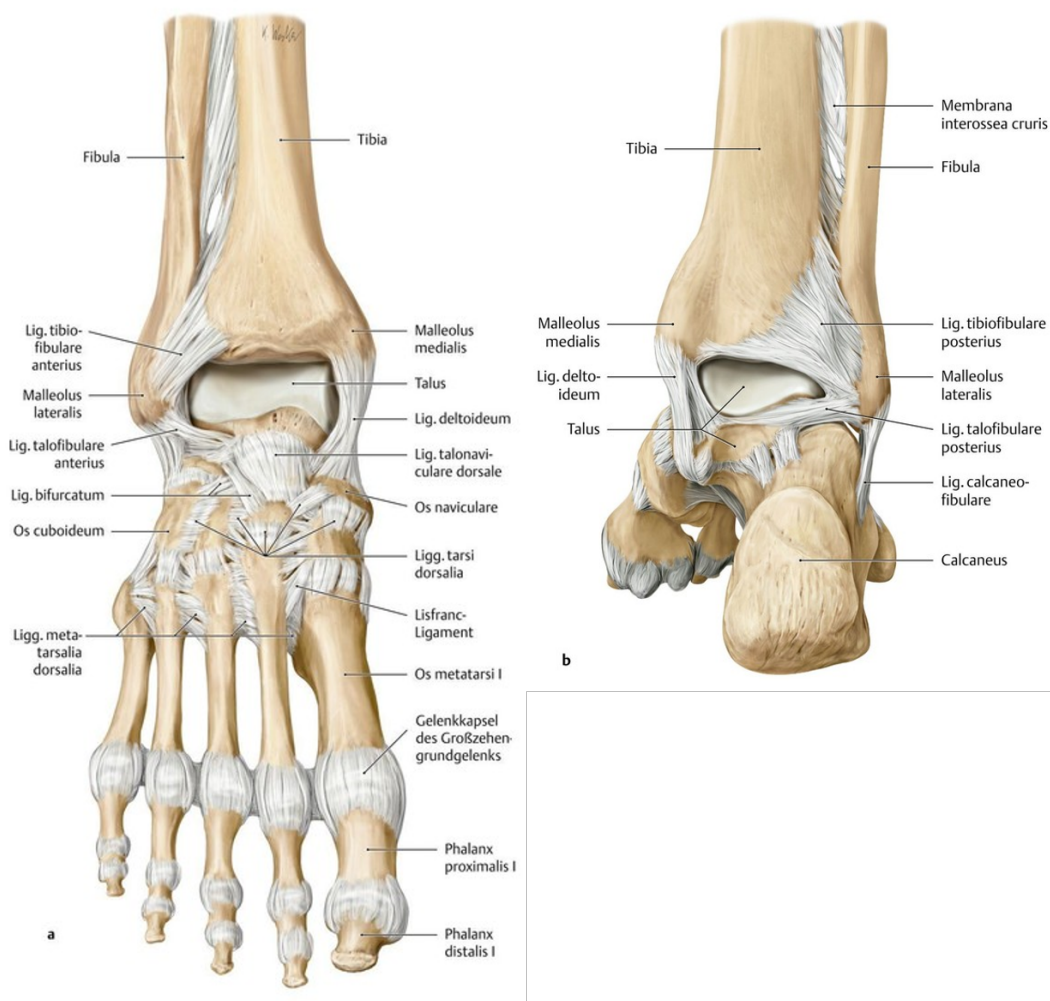 Fibula
Tibia
Lig. tibio-
fibulare
anterius
Malleolus
lateralis
Lig. talofibulare
anterius
Lig. bifurcatum
Os cuboideum
Ligg. meta-
tarsalia
dorsalia
Malleolus
medialis
Talus
Lig. deltoideum
Lig. talonavi-
culare dorsale
Os naviculare
Ligg. tarsi
dorsalia
Lisfranc-
Ligament
Os metatarsi I
Gelenkkapsel
des Großzehen-
grundgelenks
Phalanx
proximalis I
Phalanx
distalis I
a
Tibia
Malleolus
medialis
Lig. delto-
ideum
Talus
Membrana
interossea cruris
Fibula
Lig. tibiofibulare
posterius
Malleolus
lateralis
Lig. talofibulare
posterius
Lig. calcaneo-
fibulare
Calcaneus
b